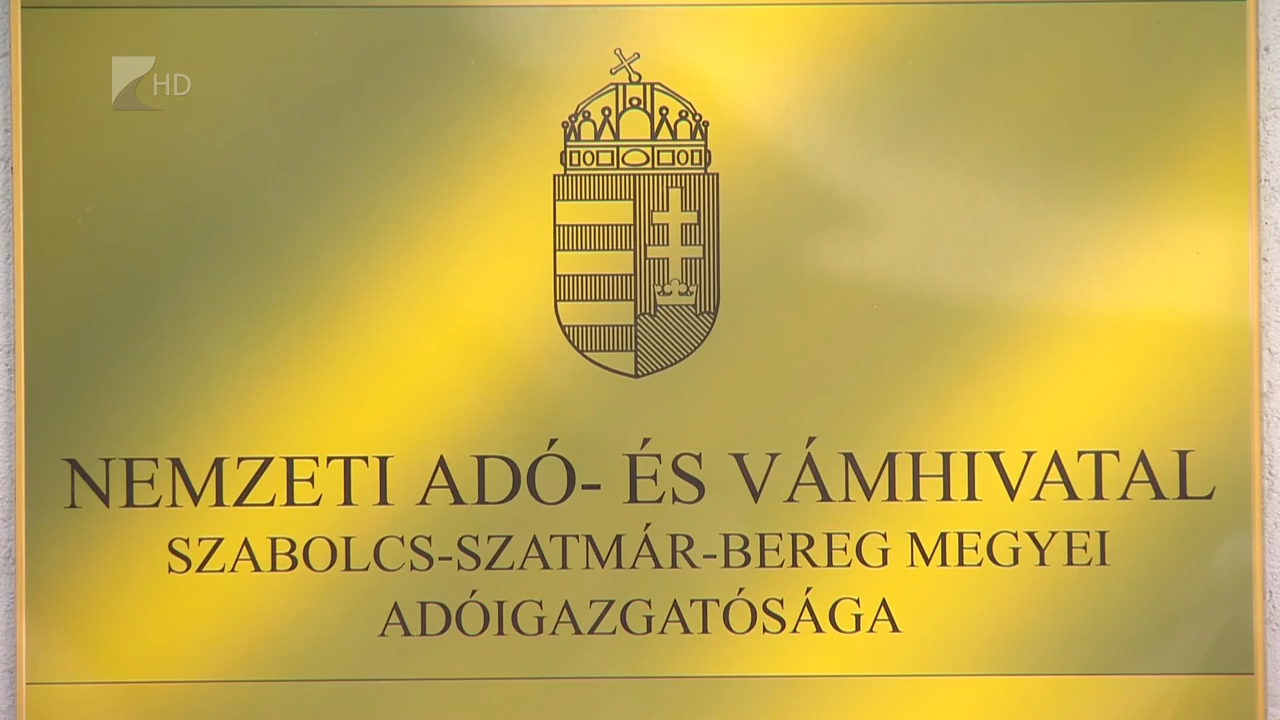 HD
NEMZETI ADÓ- ÉS VÁMHIVATAL
SZABOLCS-SZATMÁR-BEREG MEGYEI
ADÓIGAZGATÓSÁGA